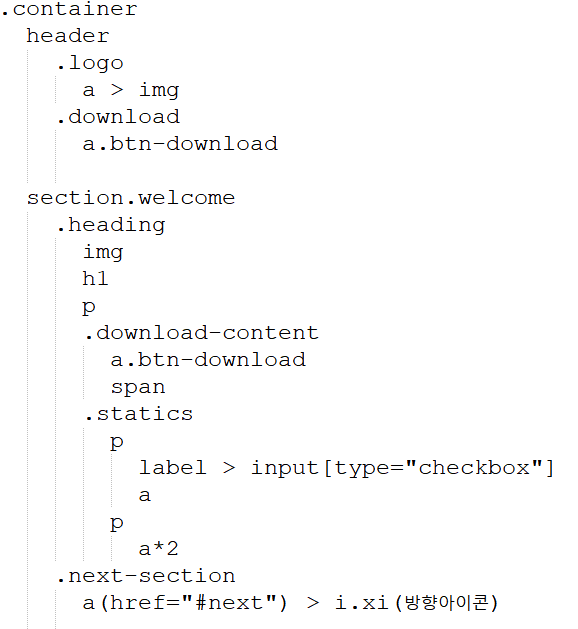 .container
header
.logo
a > img
.download
a.btn-download
section.welcome
.heading
img
h1
p
.download-content
a.btn-download
span
.statics
p
label > input[type="checkbox"]
a
p
a*2
.next-section
a(href="#next") > i.xi(방향아이콘)